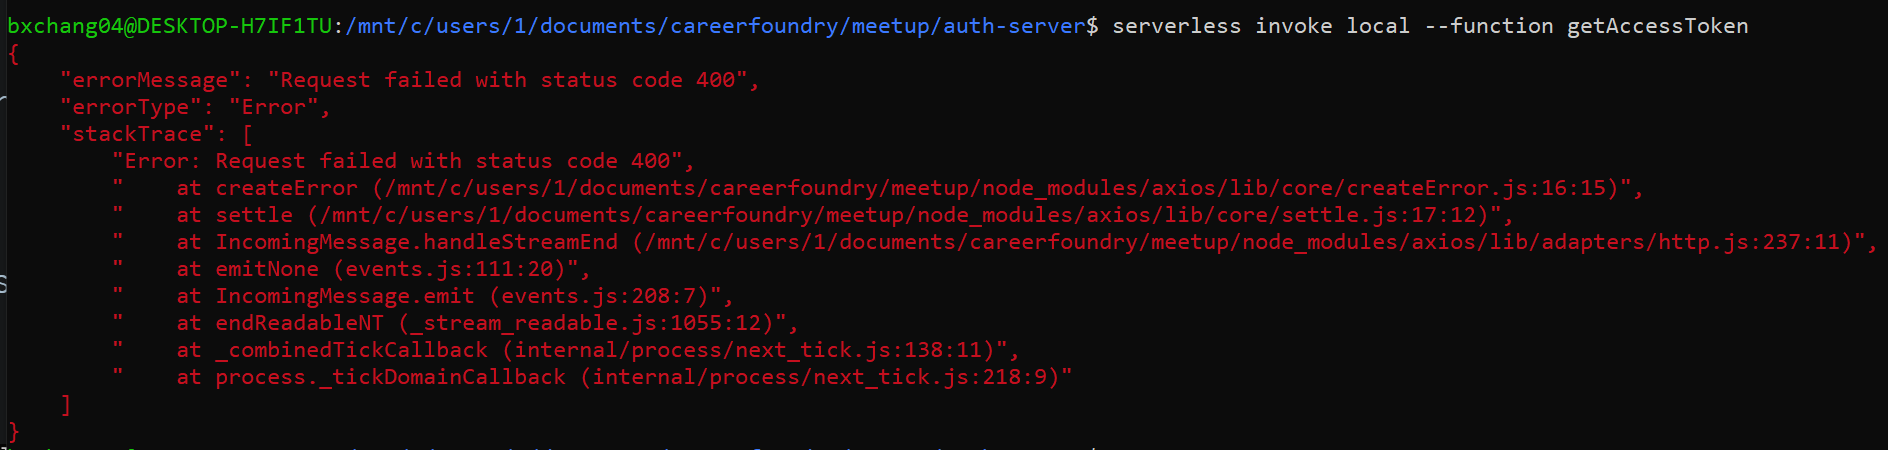 bxchang04@DESKTOP-H7IF1TU:/mnt/c/users/1/documents/careerfoundry/meetup/auth-server$ serverless invoke local --function getAccessToken
{
    "errorMessage": "Request failed with status code 400",
    "errorType": "Error",
    "stackTrace": [
        "Error: Request failed with status code 400",
        "    at createError (/mnt/c/users/1/documents/careerfoundry/meetup/node_modules/axios/lib/core/createError.js:16:15)",
        "    at settle (/mnt/c/users/1/documents/careerfoundry/meetup/node_modules/axios/lib/core/settle.js:17:12)",
        "    at IncomingMessage.handleStreamEnd (/mnt/c/users/1/documents/careerfoundry/meetup/node_modules/axios/lib/adapters/http.js:237:11)",
        "    at emitNone (events.js:111:20)",
        "    at IncomingMessage.emit (events.js:208:7)",
        "    at endReadableNT (_stream_readable.js:1055:12)",
        "    at _combinedTickCallback (internal/process/next_tick.js:138:11)",
        "    at process._tickDomainCallback (internal/process/next_tick.js:218:9)"
    ]
}